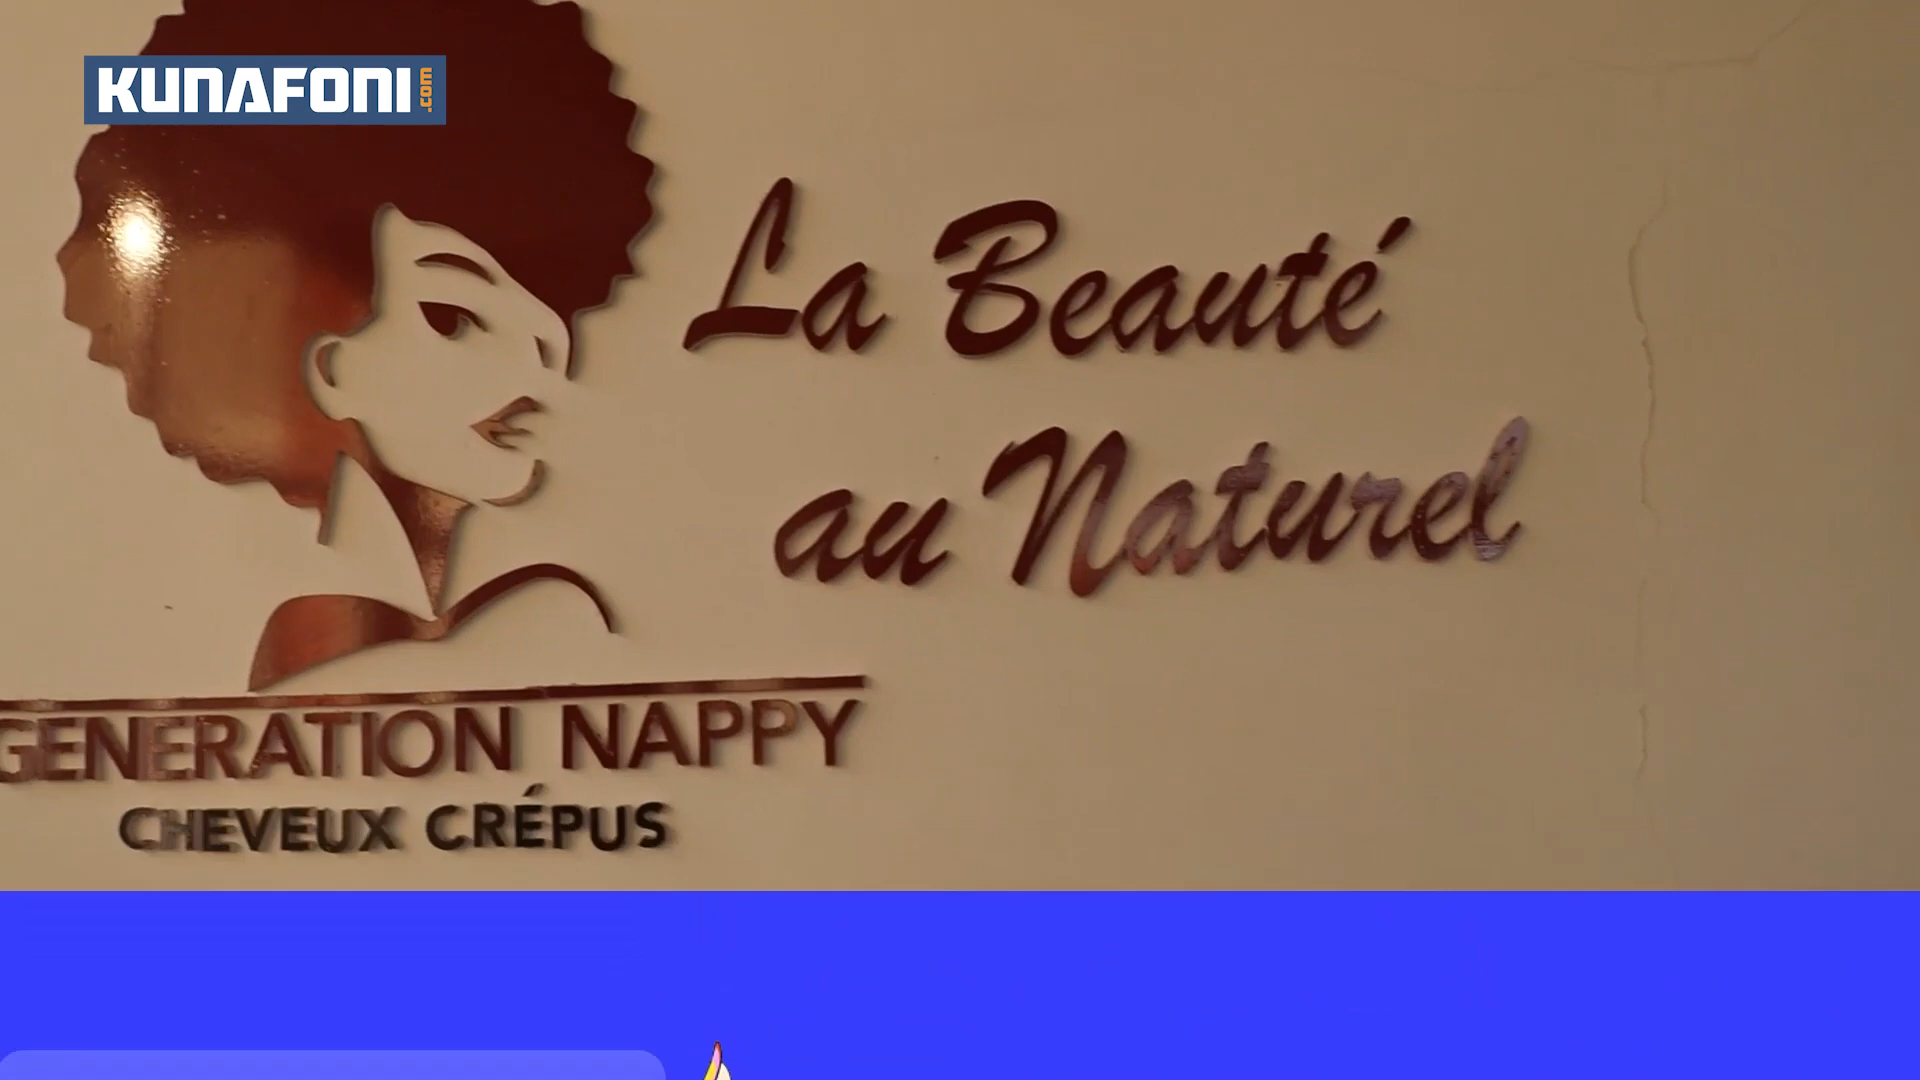 KUNAFONI.com
La Beauté
au Naturel
GENERATION NAPPY
CHEVEUX CRÉPUS